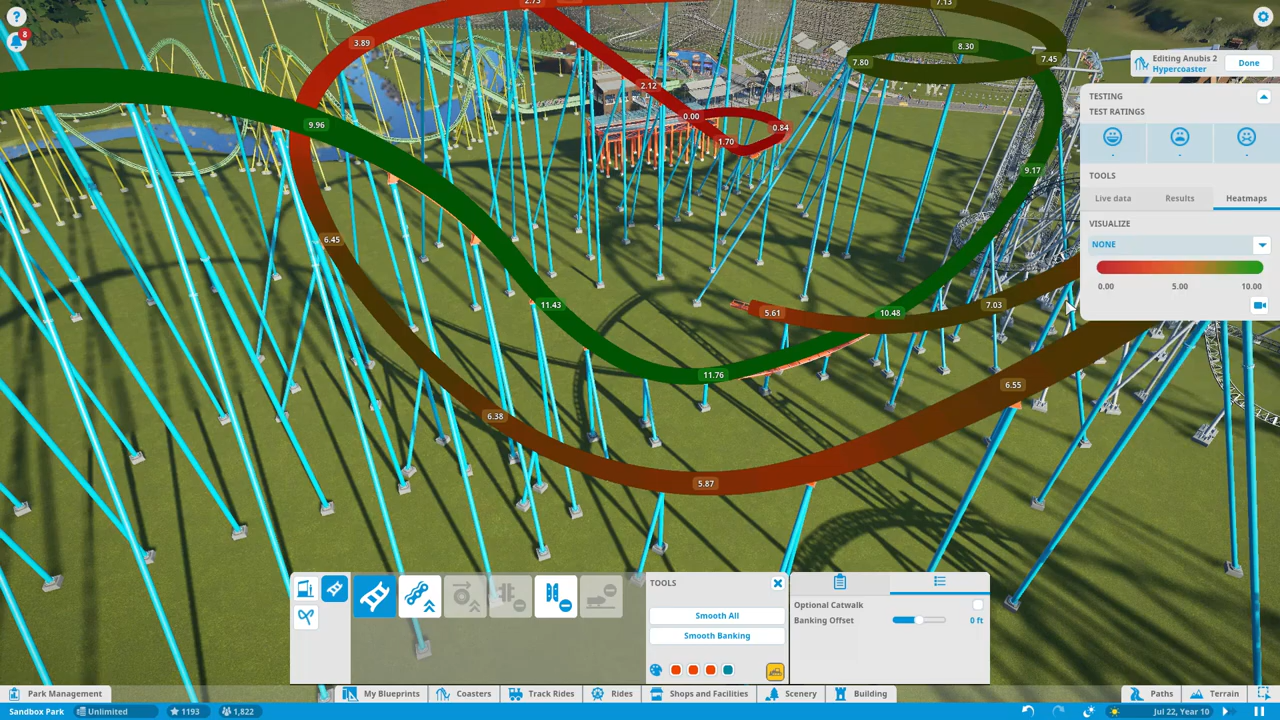 ?
8
2.73
7.13
3.89
8.30
7.80
7.45
Editing Anubis 2
Hypercoaster
Done
2.12
0.00
0.84
1.70
9.96
9.17
6.45
11.43
5.61
10.48
7.03
11.76
6.55
6.38
5.87
TESTING
TEST RATINGS
- - -
TOOLS
Live data Results Heatmaps
VISUALIZE
NONE
0.00 5.00 10.00
TOOLS
Smooth All
Smooth Banking
Optional Catwalk
Banking Offset 0 ft
Park Management My Blueprints Coasters Track Rides Rides Shops and Facilities Scenery Building Paths Terrain
Sandbox Park Unlimited 1193 1,822 Jul 22, Year 10